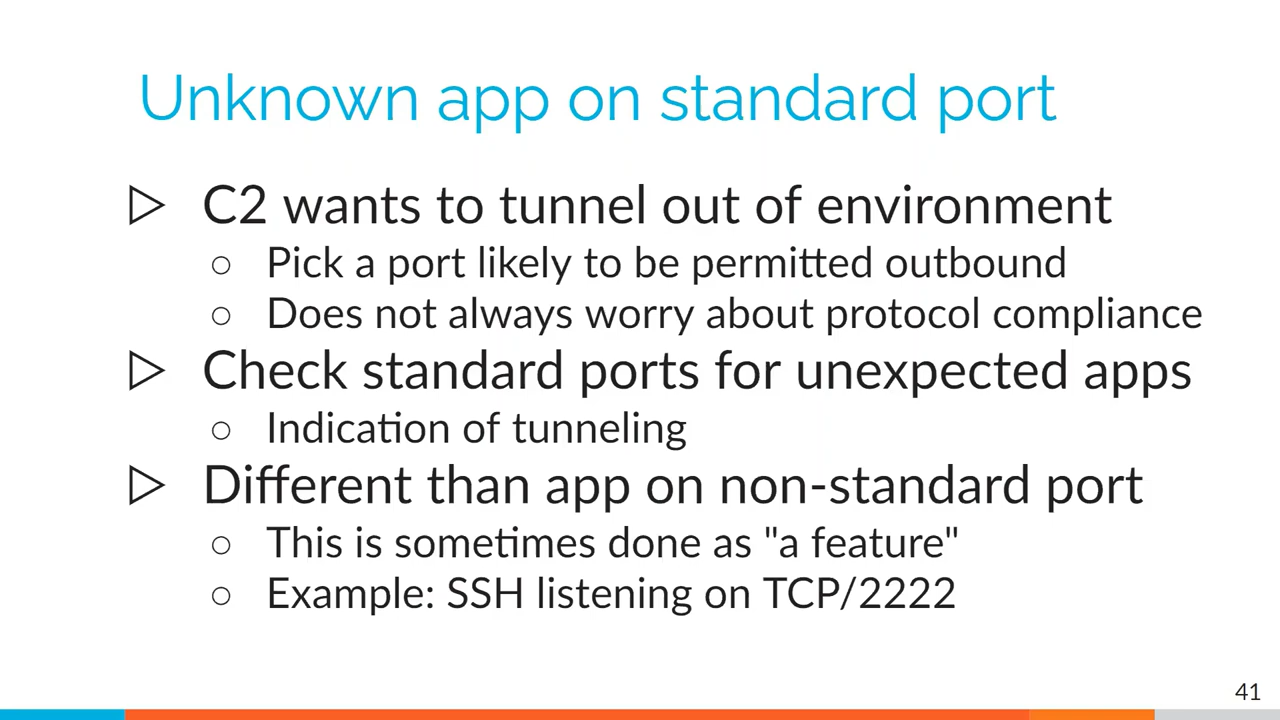 Unknown app on standard port
▷ C2 wants to tunnel out of environment
○ Pick a port likely to be permitted outbound
○ Does not always worry about protocol compliance
▷ Check standard ports for unexpected apps
○ Indication of tunneling
▷ Different than app on non-standard port
○ This is sometimes done as "a feature"
○ Example: SSH listening on TCP/2222
41